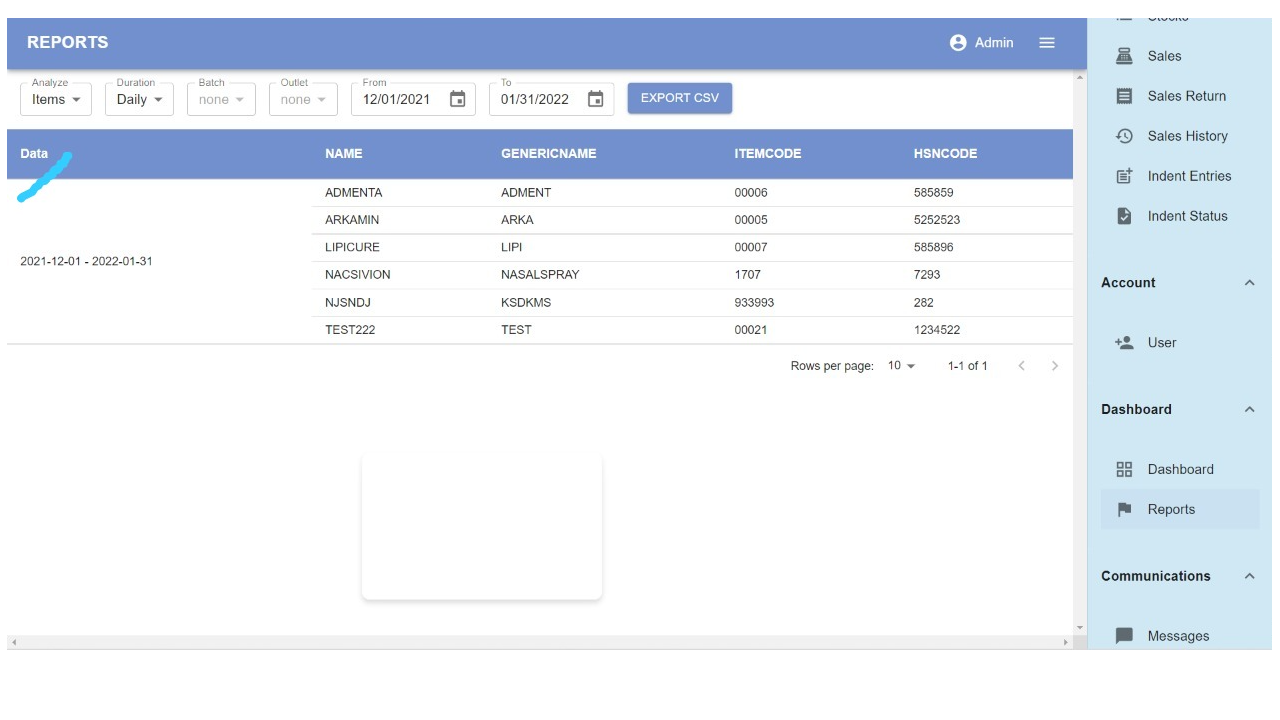 REPORTS
Admin
Analyze
Items
Duration
Daily
Batch
none
Outlet
none
From
12/01/2021
To
01/31/2022
EXPORT CSV
Data NAME GENERICNAME ITEMCODE HSNCODE
2021-12-01 - 2022-01-31
ADMENTA ADMENT 00006 585859
ARKAMIN ARKA 00005 5252523
LIPICURE LIPI 00007 585896
NACSIVION NASALSPRAY 1707 7293
NJSNDJ KSDKMS 933993 282
TEST222 TEST 00021 1234522
Rows per page: 10 1-1 of 1
Sales
Sales Return
Sales History
Indent Entries
Indent Status
Account
User
Dashboard
Dashboard
Reports
Communications
Messages